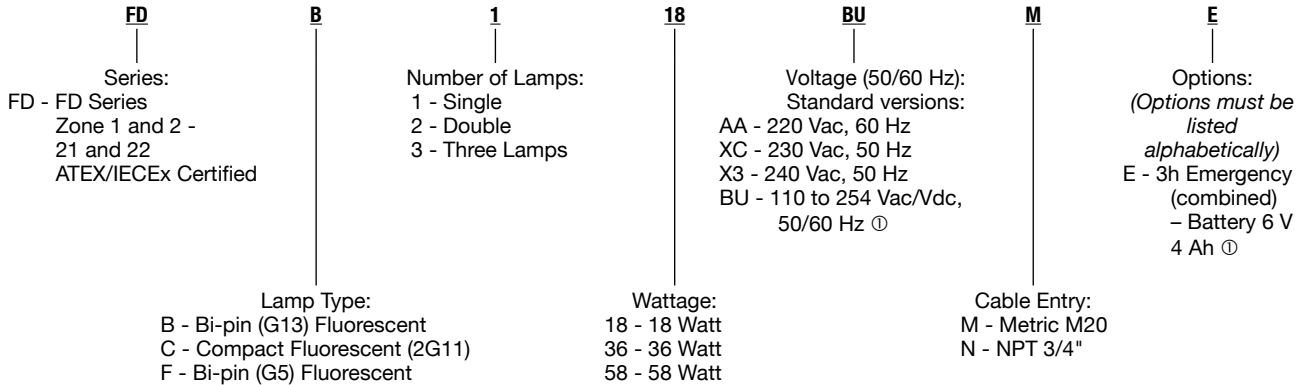 FD B 1 18 BU M E
Series:
FD - FD Series
Zone 1 and 2 -
21 and 22
ATEX/IECEx Certified
Number of Lamps:
1 - Single
2 - Double
3 - Three Lamps
Voltage (50/60 Hz):
Standard versions:
AA - 220 Vac, 60 Hz
XC - 230 Vac, 50 Hz
X3 - 240 Vac, 50 Hz
BU - 110 to 254 Vac/Vdc,
50/60 Hz ①
Options:
(Options must be
listed
alphabetically)
E - 3h Emergency
(combined)
– Battery 6 V
4 Ah ①
Lamp Type:
B - Bi-pin (G13) Fluorescent
C - Compact Fluorescent (2G11)
F - Bi-pin (G5) Fluorescent
Wattage:
18 - 18 Watt
36 - 36 Watt
58 - 58 Watt
Cable Entry:
M - Metric M20
N - NPT 3/4"